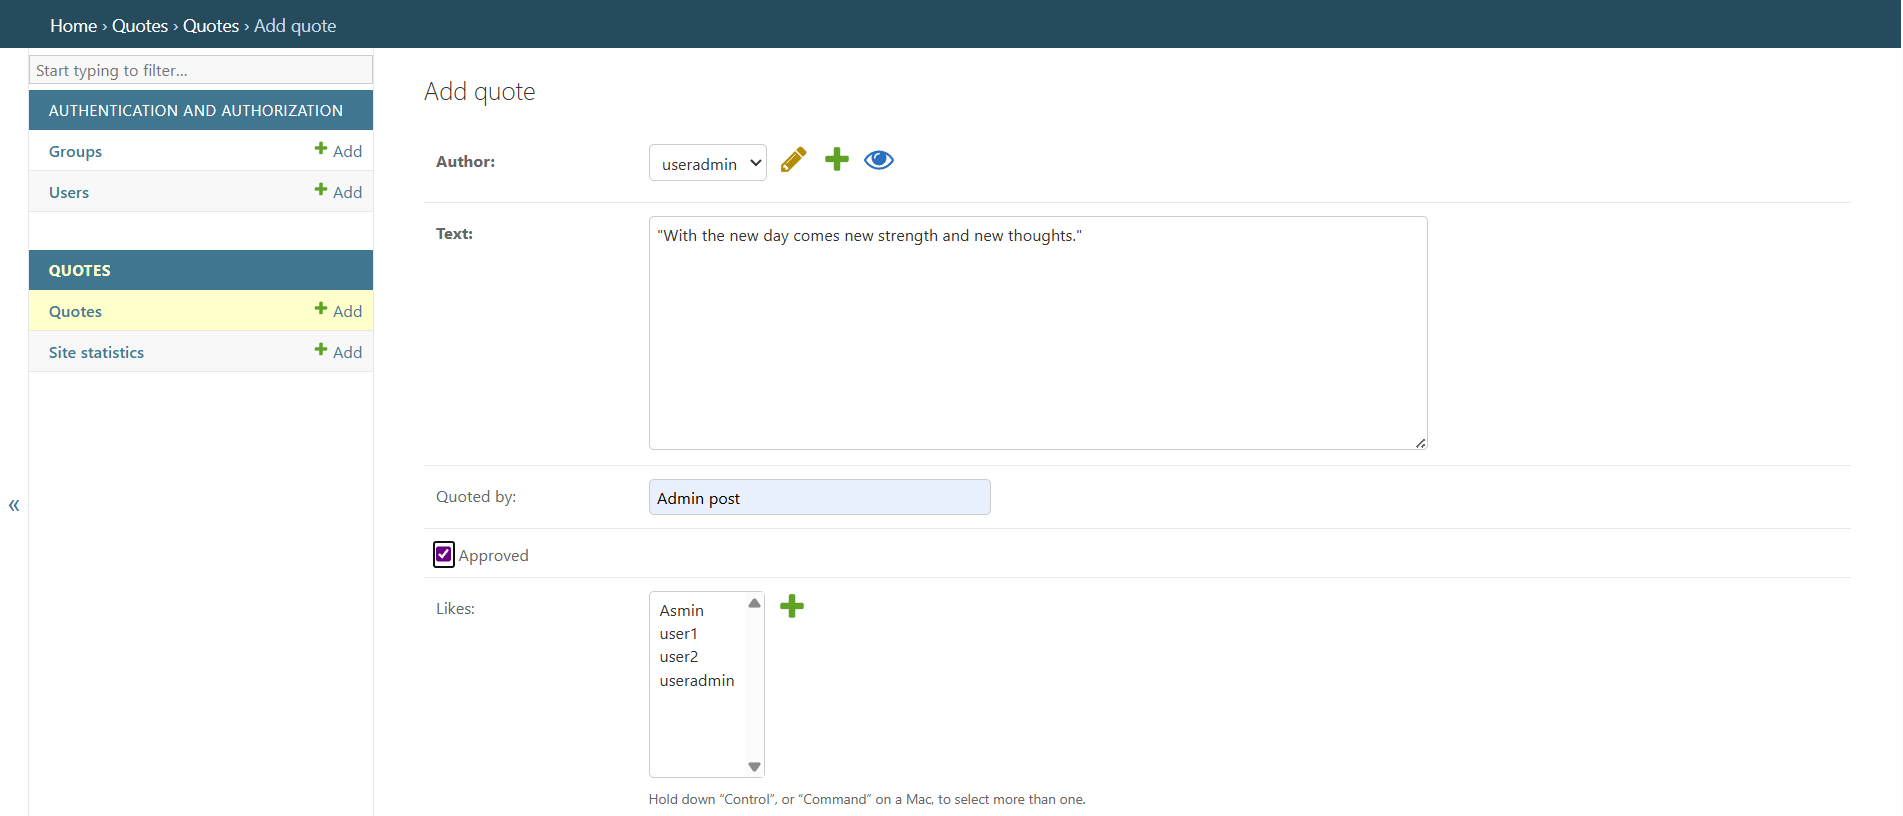 Home › Quotes › Quotes › Add quote
Start typing to filter...
AUTHENTICATION AND AUTHORIZATION
Groups Add
Users Add
QUOTES
Quotes Add
Site statistics Add
«
Add quote
Author: useradmin
Text: "With the new day comes new strength and new thoughts."
Quoted by: Admin post
Approved
Likes:
Asmin
user1
user2
useradmin
Hold down “Control”, or “Command” on a Mac, to select more than one.